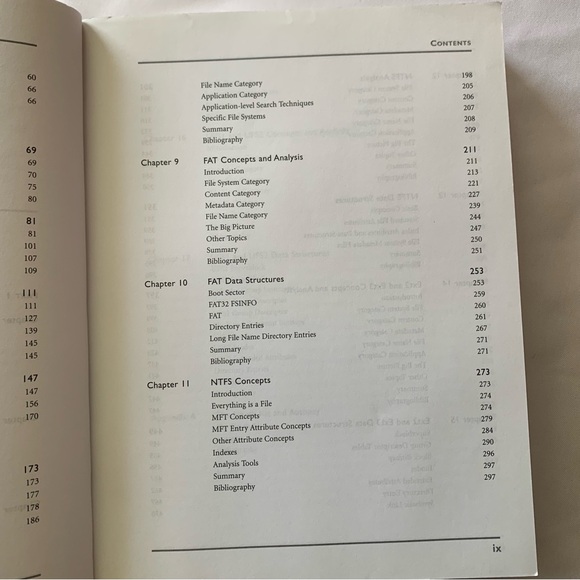 60
66
66
69
69
70
75
80
81
81
101
107
109
111
111
127
139
145
145
147
147
156
170
173
173
177
178
186
CONTENTS
File Name Category 198
Application Category 205
Application-level Search Techniques 206
Specific File Systems 207
Summary 208
Bibliography 209
Chapter 9 FAT Concepts and Analysis 211
Introduction 211
File System Category 213
Content Category 221
Metadata Category 227
File Name Category 239
The Big Picture 244
Other Topics 247
Summary 250
Bibliography 251
Chapter 10 FAT Data Structures 253
Boot Sector 253
FAT32 FSINFO 259
FAT 260
Directory Entries 261
Long File Name Directory Entries 267
Summary 271
Bibliography 271
Chapter 11 NTFS Concepts 273
Introduction 273
Everything is a File 274
MFT Concepts 274
MFT Entry Attribute Concepts 279
Other Attribute Concepts 284
Indexes 290
Analysis Tools 296
Summary 297
Bibliography 297
ix